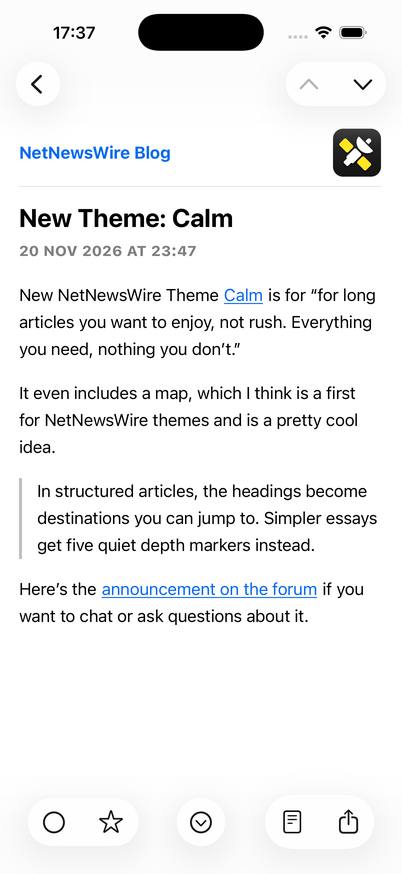 17:37
NetNewsWire Blog
New Theme: Calm
20 NOV 2026 AT 23:47
New NetNewsWire Theme Calm is for “for long
articles you want to enjoy, not rush. Everything
you need, nothing you don’t.”
It even includes a map, which I think is a first
for NetNewsWire themes and is a pretty cool
idea.
In structured articles, the headings become
destinations you can jump to. Simpler essays
get five quiet depth markers instead.
Here’s the announcement on the forum if you
want to chat or ask questions about it.